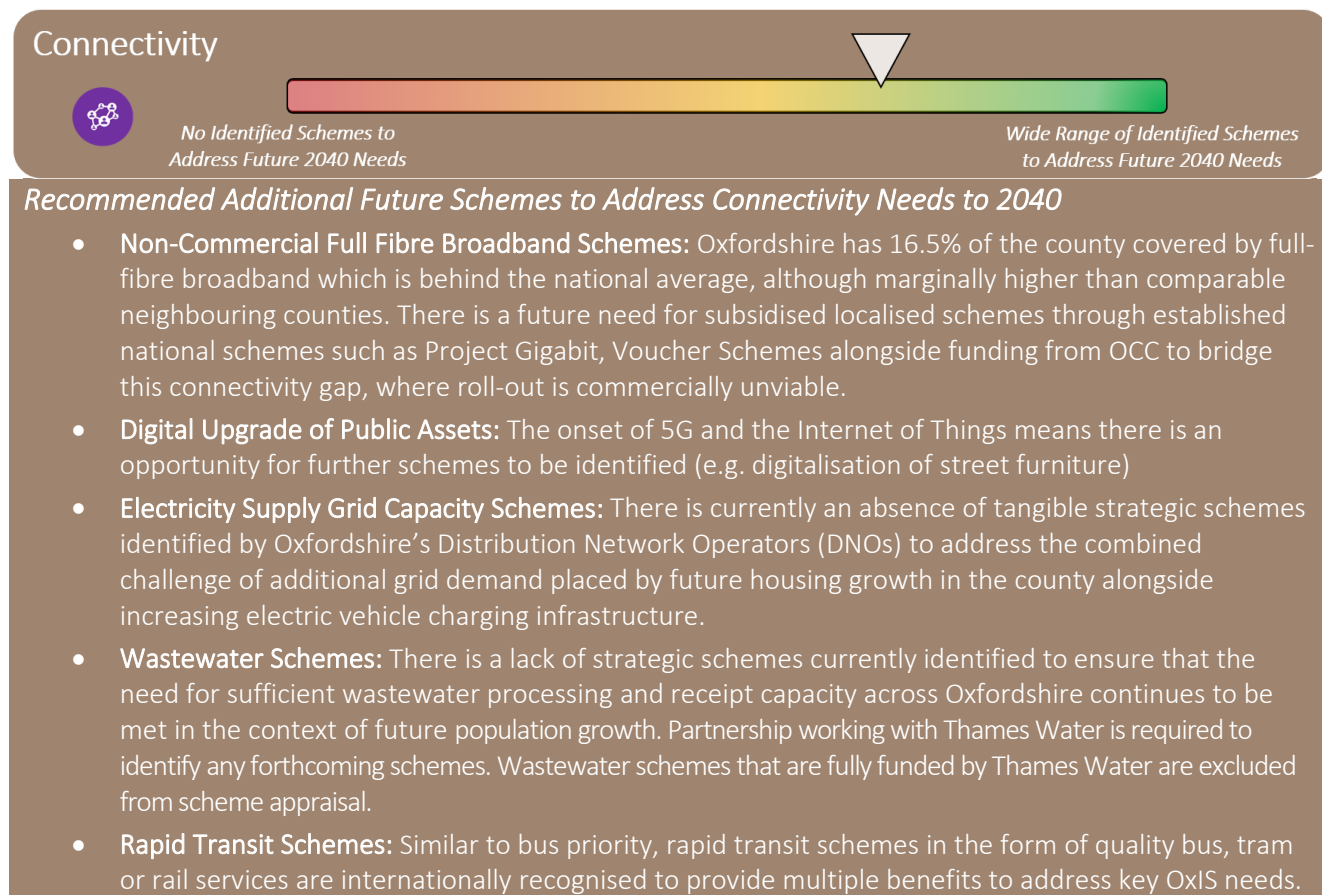 Connectivity
No Identified Schemes to
Address Future 2040 Needs
Wide Range of Identified Schemes
to Address Future 2040 Needs
Recommended Additional Future Schemes to Address Connectivity Needs to 2040
• Non-Commercial Full Fibre Broadband Schemes: Oxfordshire has 16.5% of the county covered by full-
fibre broadband which is behind the national average, although marginally higher than comparable
neighbouring counties. There is a future need for subsidised localised schemes through established
national schemes such as Project Gigabit, Voucher Schemes alongside funding from OCC to bridge
this connectivity gap, where roll-out is commercially unviable.
• Digital Upgrade of Public Assets: The onset of 5G and the Internet of Things means there is an
opportunity for further schemes to be identified (e.g. digitalisation of street furniture)
• Electricity Supply Grid Capacity Schemes: There is currently an absence of tangible strategic schemes
identified by Oxfordshire’s Distribution Network Operators (DNOs) to address the combined
challenge of additional grid demand placed by future housing growth in the county alongside
increasing electric vehicle charging infrastructure.
• Wastewater Schemes: There is a lack of strategic schemes currently identified to ensure that the
need for sufficient wastewater processing and receipt capacity across Oxfordshire continues to be
met in the context of future population growth. Partnership working with Thames Water is required to
identify any forthcoming schemes. Wastewater schemes that are fully funded by Thames Water are excluded
from scheme appraisal.
• Rapid Transit Schemes: Similar to bus priority, rapid transit schemes in the form of quality bus, tram
or rail services are internationally recognised to provide multiple benefits to address key OxIS needs.